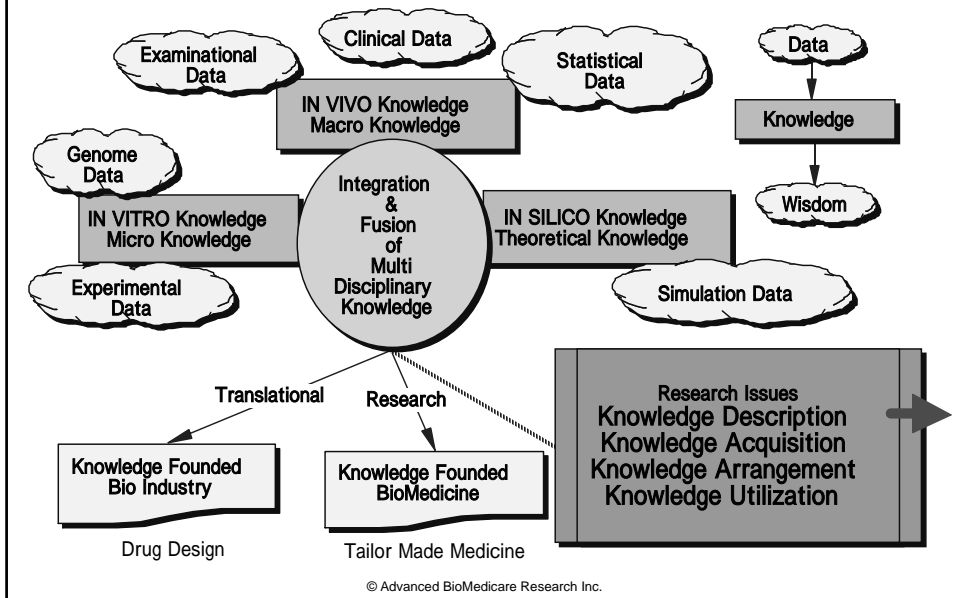 Examinational
Data
Clinical Data
Statistical
Data
Data
IN VIVO Knowledge
Macro Knowledge
Knowledge
Wisdom
Genome
Data
IN VITRO Knowledge
Micro Knowledge
Experimental
Data
Integration
&
Fusion
of
Multi
Disciplinary
Knowledge
IN SILICO Knowledge
Theoretical Knowledge
Simulation Data
Translational
Research
Knowledge Founded
Bio Industry
Drug Design
Knowledge Founded
BioMedicine
Tailor Made Medicine
Research Issues
Knowledge Description
Knowledge Acquisition
Knowledge Arrangement
Knowledge Utilization
© Advanced BioMedicare Research Inc.